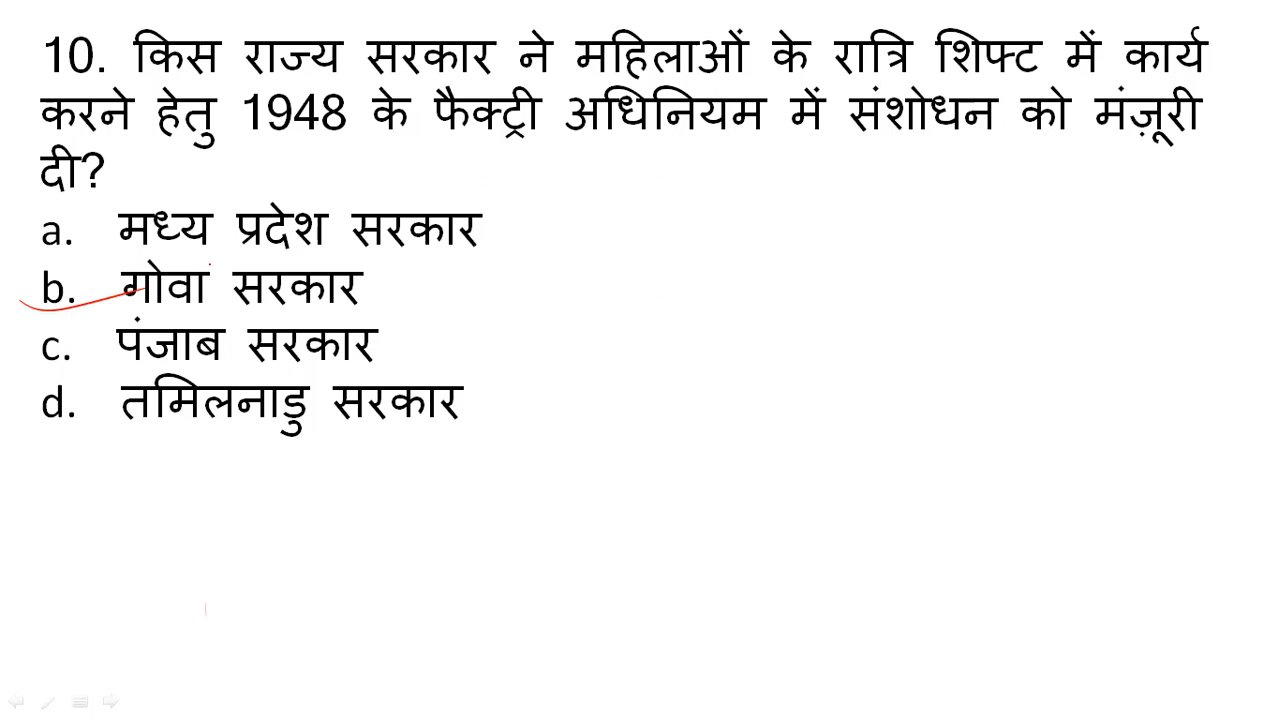 10. किस राज्य सरकार ने महिलाओं के रात्रि शिफ्ट में कार्य
करने हेतु 1948 के फैक्ट्री अधिनियम में संशोधन को मंज़ूरी
दी?
a. मध्य प्रदेश सरकार
b. गोवा सरकार
c. पंजाब सरकार
d. तमिलनाडु सरकार